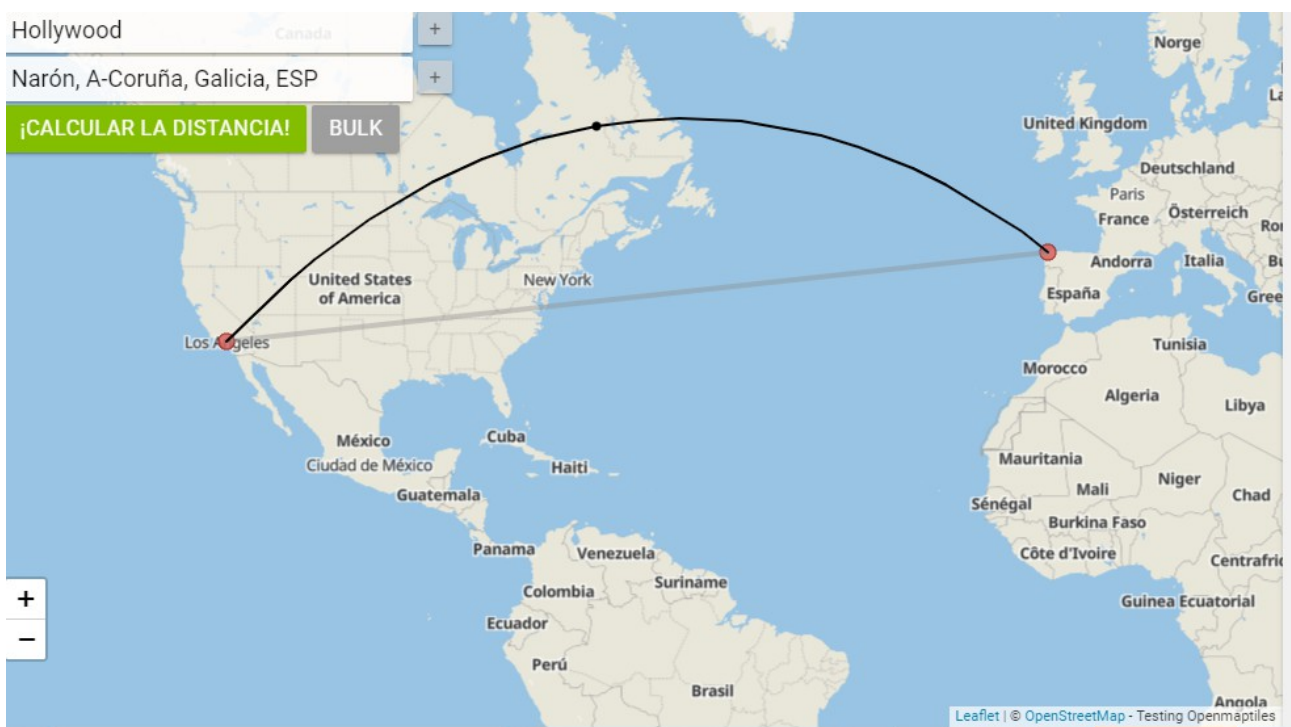 Hollywood
+
Canada
Narón, A-Coruña, Galicia, ESP
+
¡CALCULAR LA DISTANCIA!
BULK
Norge
United Kingdom
Deutschland
Paris
France
Österreich
Andorra
Italia
España
United States
of America
New York
Los Angeles
Tunisia
Morocco
Algeria
Libya
México
Ciudad de México
Cuba
Haiti
Guatemala
Mauritania
Mali
Niger
Chad
Sénégal
Burkina Faso
Panama
Venezuela
Côte d'Ivoire
Centrafri
Colombia
Suriname
Guinea Ecuatorial
Ecuador
Perú
Brasil
Angola
+
−
Leaflet | © OpenStreetMap - Testing Openmaptiles